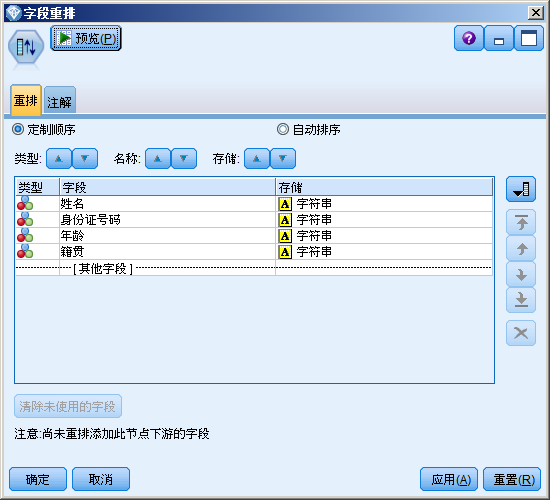 字段重排
预览(P)
重排 注解
定制顺序 自动排序
类型: 名称: 存储:
类型 字段 存储
姓名 A 字符串
身份证号码 A 字符串
年龄 A 字符串
籍贯 A 字符串
[ 其他字段 ]
清除未使用的字段
注意:尚未重排添加此节点下游的字段
确定 取消 应用(A) 重置(R)